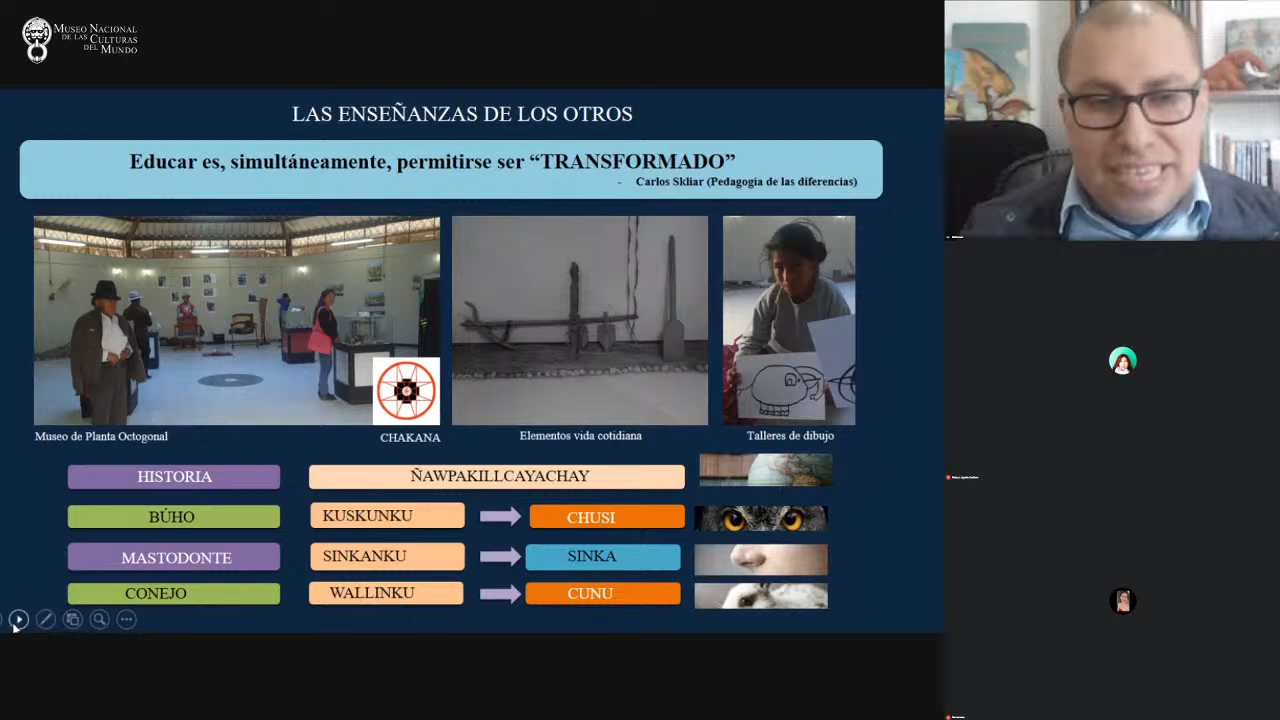 MUSEO NACIONAL
DE LAS CULTURAS
DEL MUNDO
LAS ENSEÑANZAS DE LOS OTROS
Educar es, simultáneamente, permitirse ser “TRANSFORMADO”
- Carlos Skliar (Pedagogía de las diferencias)
Museo de Planta Octogonal
CHAKANA
Elementos vida cotidiana
Talleres de dibujo
HISTORIA
ÑAWPAKILLCAYACHAY
BÚHO
KUSKUNKU
CHUSI
MASTODONTE
SINKANKU
SINKA
CONEJO
WALLINKU
CUNU